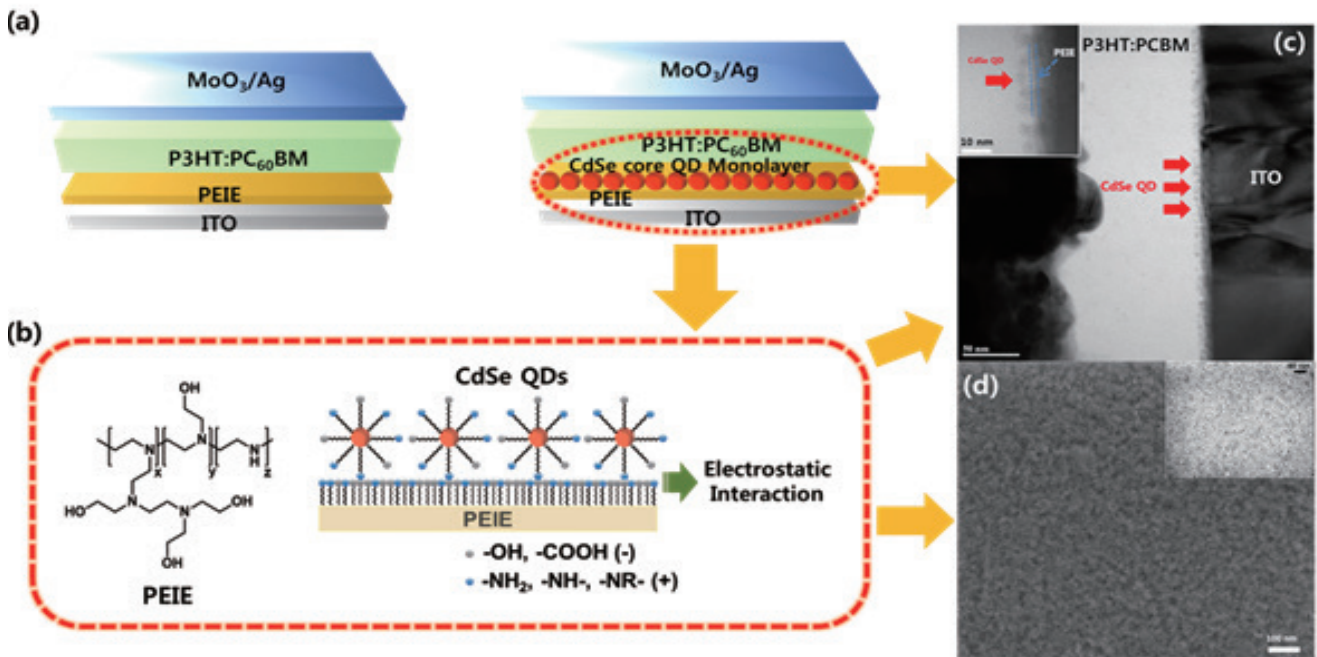 (a)
MoO₃/Ag
P3HT:PC₆₀BM
PEIE
ITO
MoO₃/Ag
P3HT:PC₆₀BM
CdSe core QD Monolayer
PEIE
ITO
(b)
OH
N
N
N
H
x
y
z
N
N
HO
OH
OH
PEIE
CdSe QDs
PEIE
Electrostatic
Interaction
-OH, -COOH (-)
-NH₂, -NH-, -NR- (+)
(c)
P3HT:PCBM
CdSe QD
PEIE
10 nm
CdSe QD
ITO
50 nm
(d)
100 nm